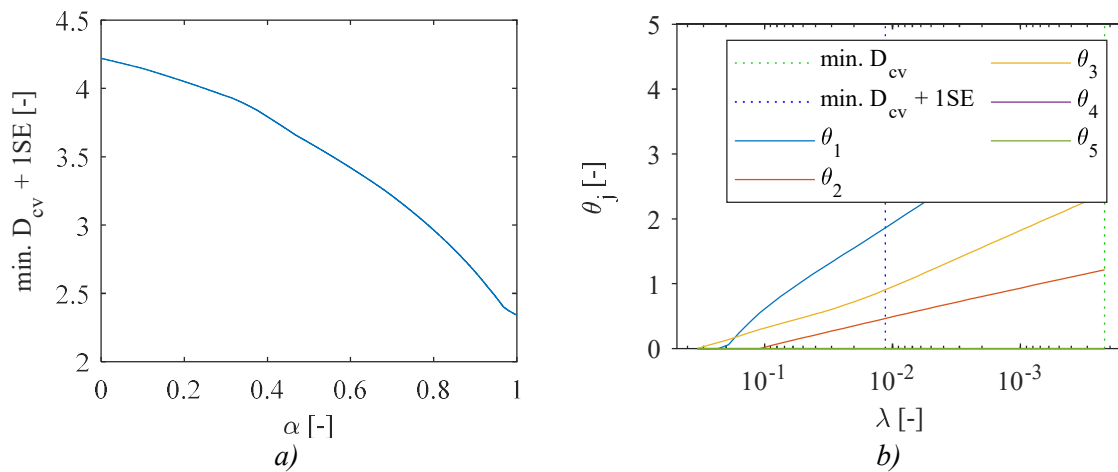 4.5
4
3.5
3
2.5
2
min. D_cv + 1SE [-]
0 0.2 0.4 0.6 0.8 1
α [-]
a)
5
4
3
2
1
0
θ_j [-]
min. D_cv
min. D_cv + 1SE
θ_1
θ_2
θ_3
θ_4
θ_5
10^-1 10^-2 10^-3
λ [-]
b)